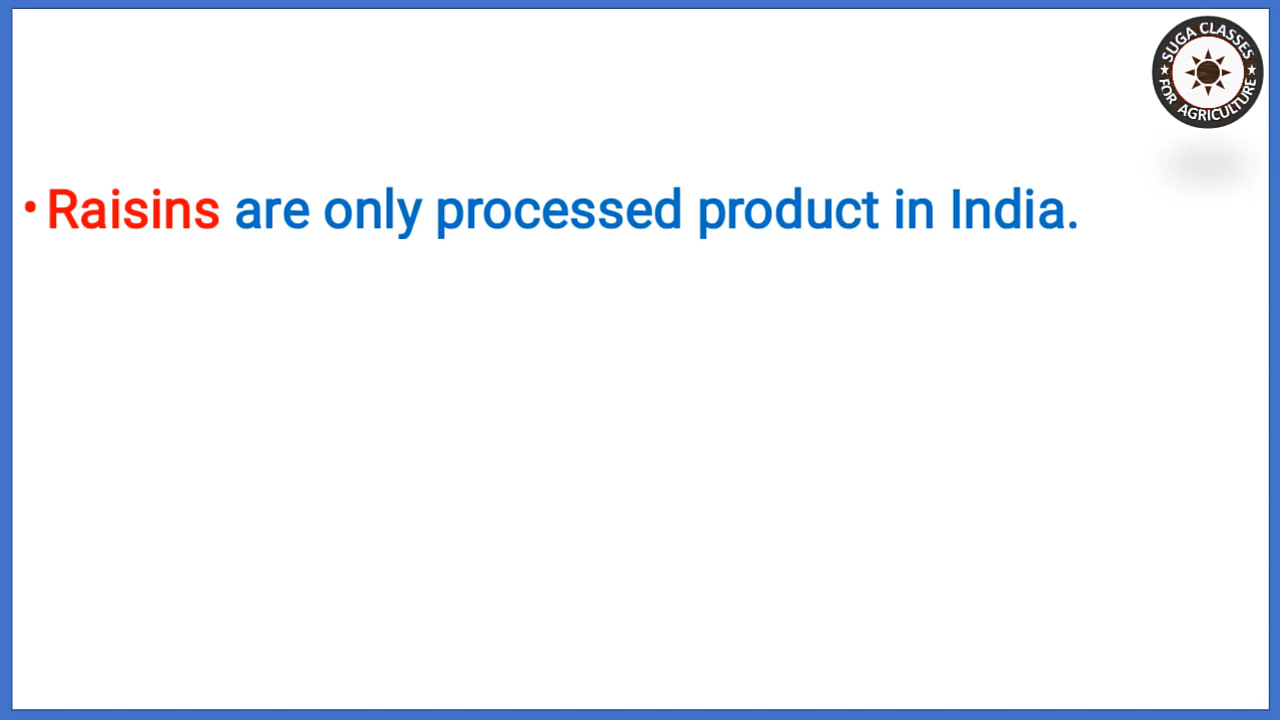 SUGA CLASSES
FOR AGRICULTURE
• Raisins are only processed product in India.